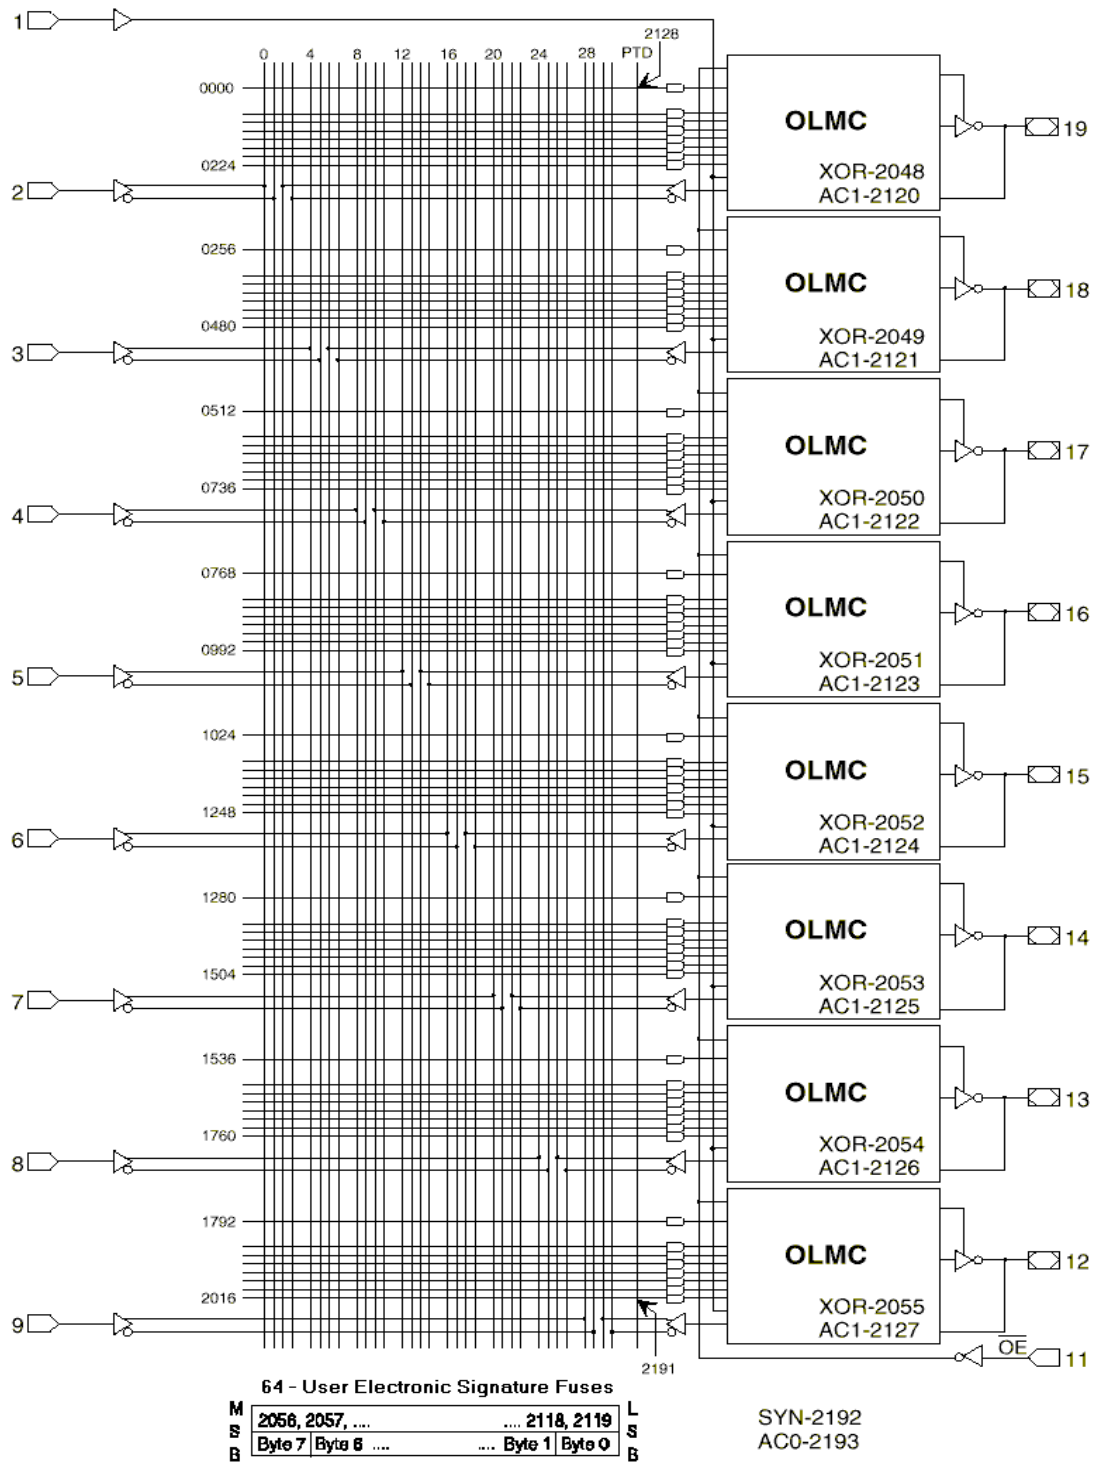 1
2128
0 4 8 12 16 20 24 28 PTD
0000
OLMC
19
0224
XOR-2048
AC1-2120
2
0256
OLMC
18
0480
XOR-2049
AC1-2121
3
0512
OLMC
17
0736
XOR-2050
AC1-2122
4
0768
OLMC
16
0992
XOR-2051
AC1-2123
5
1024
OLMC
15
1248
XOR-2052
AC1-2124
6
1280
OLMC
14
1504
XOR-2053
AC1-2125
7
1536
OLMC
13
1760
XOR-2054
AC1-2126
8
1792
OLMC
12
2016
XOR-2055
AC1-2127
9
OE
11
2191
64 - User Electronic Signature Fuses
MSB
2056, 2057, .... .... 2118, 2119
Byte 7 Byte 6 .... .... Byte 1 Byte 0
LSB
SYN-2192
AC0-2193